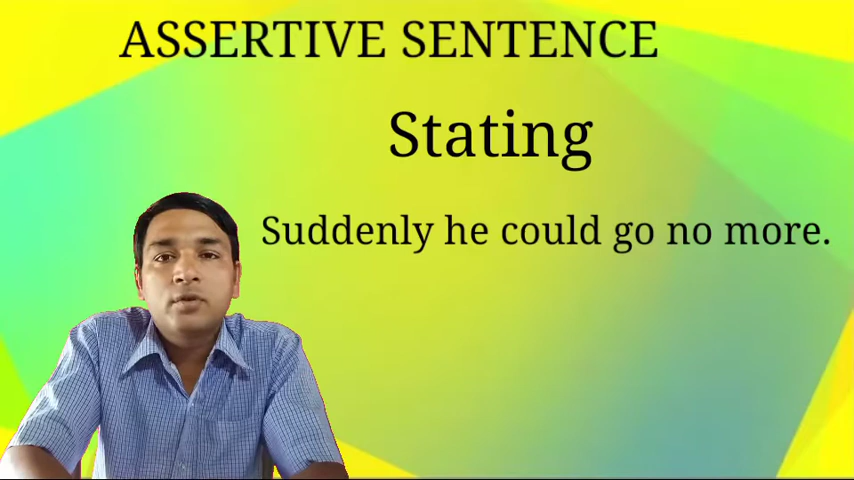 ASSERTIVE SENTENCE
Stating
Suddenly he could go no more.